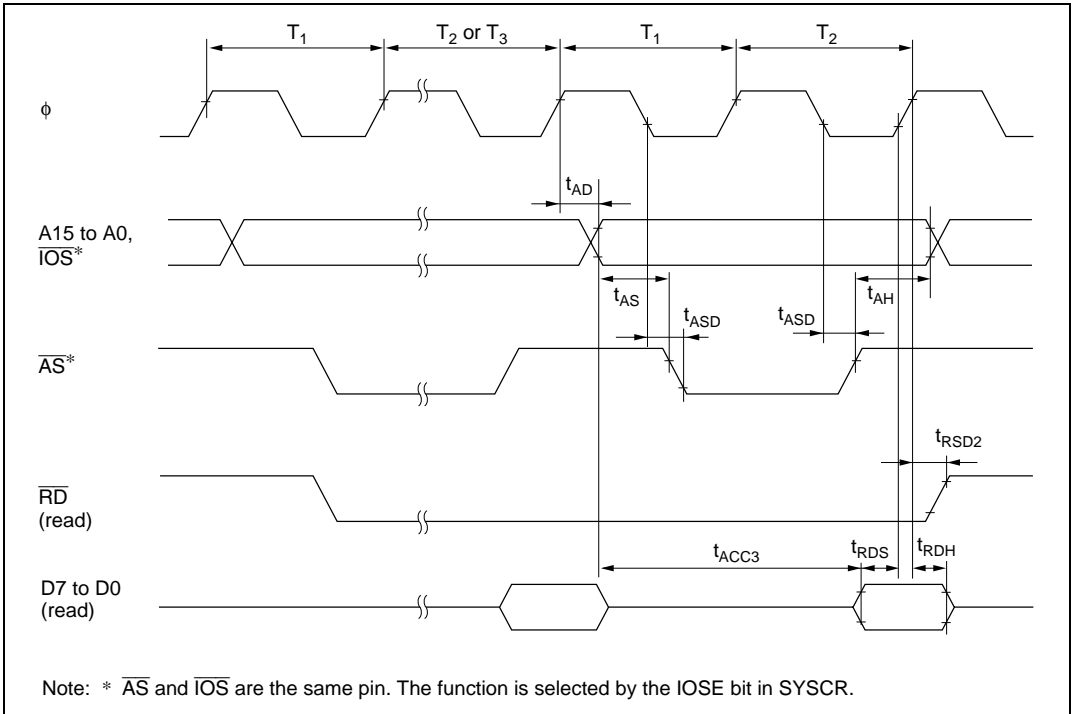 T₁ T₂ or T₃ T₁ T₂
ϕ
tAD
A15 to A0,
IOS*
tAS tAH
tASD tASD
AS*
tRSD2
RD
(read)
tACC3 tRDS tRDH
D7 to D0
(read)
Note: * AS and IOS are the same pin. The function is selected by the IOSE bit in SYSCR.